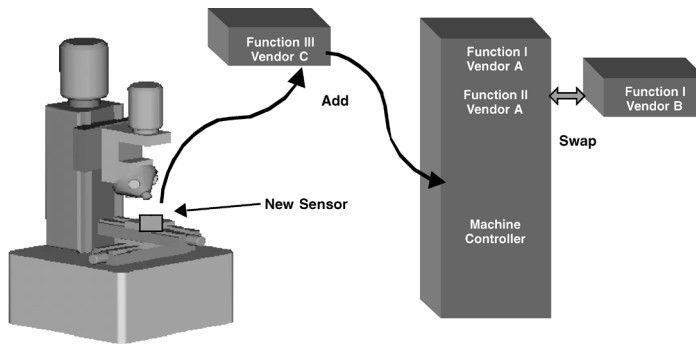 Function III
Vendor C
Add
New Sensor
Function I
Vendor A
Function II
Vendor A
Machine
Controller
Swap
Function I
Vendor B